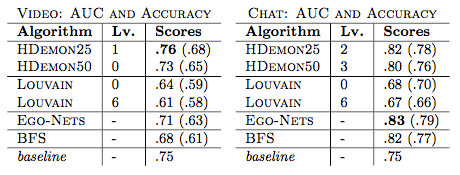 Video: AUC and Accuracy
Algorithm Lv. Scores
HDemon25 1 .76 (.68)
HDemon50 0 .73 (.65)
Louvain 0 .64 (.59)
Louvain 6 .61 (.58)
Ego-Nets - .71 (.63)
BFS - .68 (.61)
baseline - .75
Chat: AUC and Accuracy
Algorithm Lv. Scores
HDemon25 2 .82 (.78)
HDemon50 3 .80 (.76)
Louvain 0 .68 (.70)
Louvain 6 .67 (.66)
Ego-Nets - .83 (.79)
BFS - .82 (.77)
baseline - .75